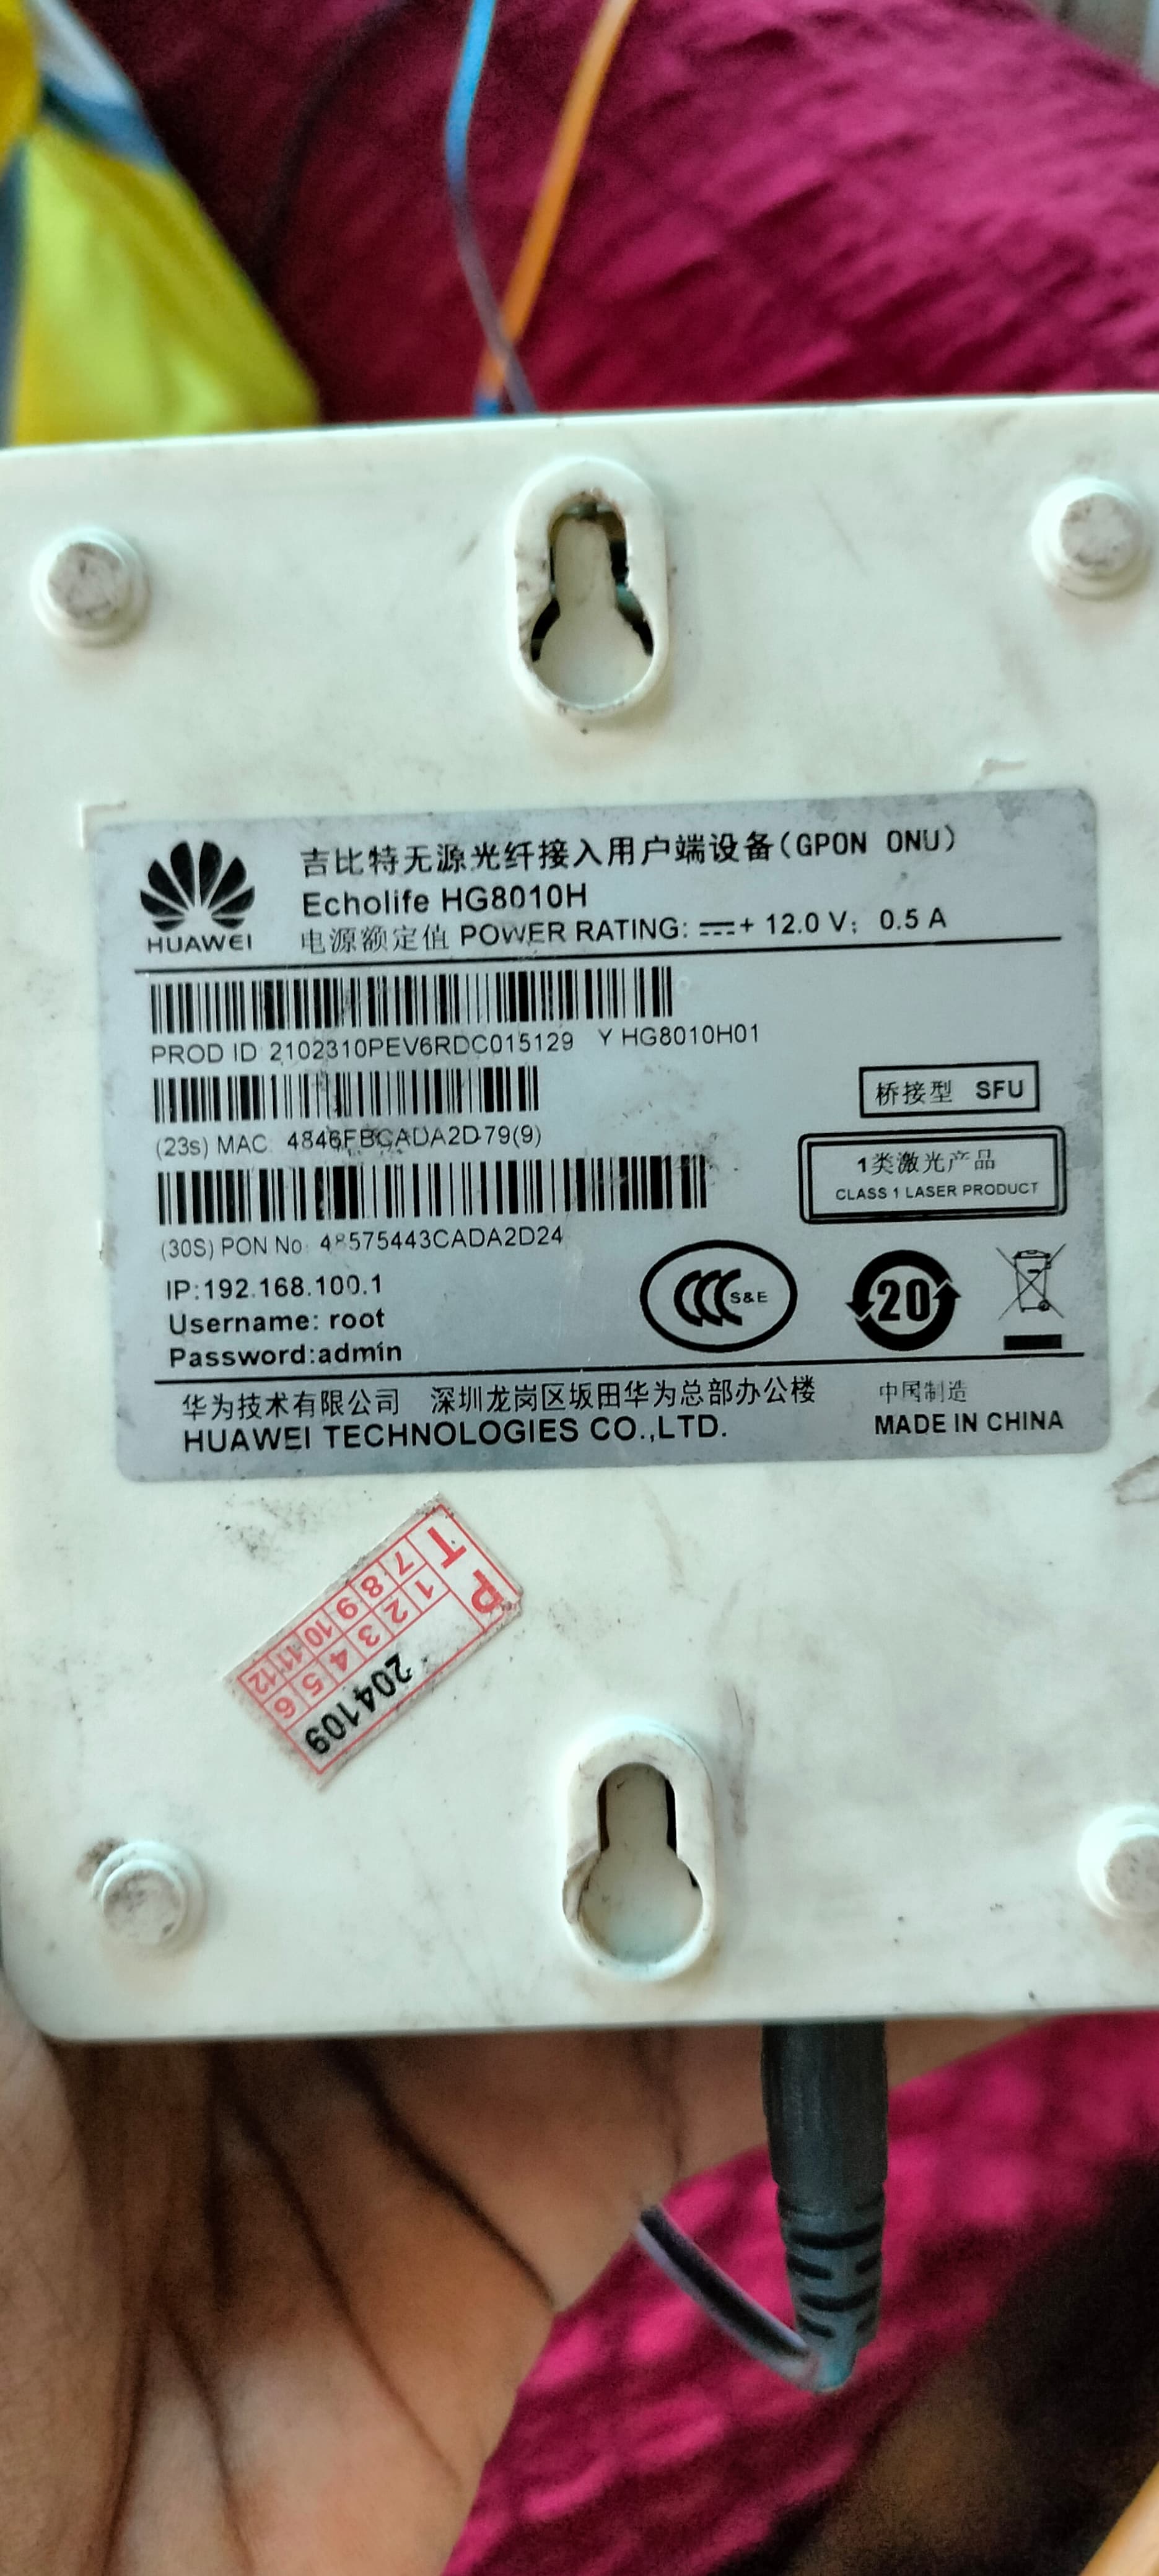 吉比特无源光纤接入用户端设备(GPON ONU)
Echolife HG8010H
HUAWEI
电源额定值 POWER RATING: + 12.0 V; 0.5 A
PROD ID 2102310PEV6RDC015129 Y HG8010H01
桥接型 SFU
(23s) MAC 4846FBCADA2D-79(9)
1类激光产品
CLASS 1 LASER PRODUCT
(30S) PON No. 48575443CADA2D24
IP:192.168.100.1
Username: root
Password:admin
CCC S&E
20
华为技术有限公司 深圳龙岗区坂田华为总部办公楼
HUAWEI TECHNOLOGIES CO.,LTD.
中国制造
MADE IN CHINA
PT
1 2 3 4 5 6
7 8 9 10 11 12
204109